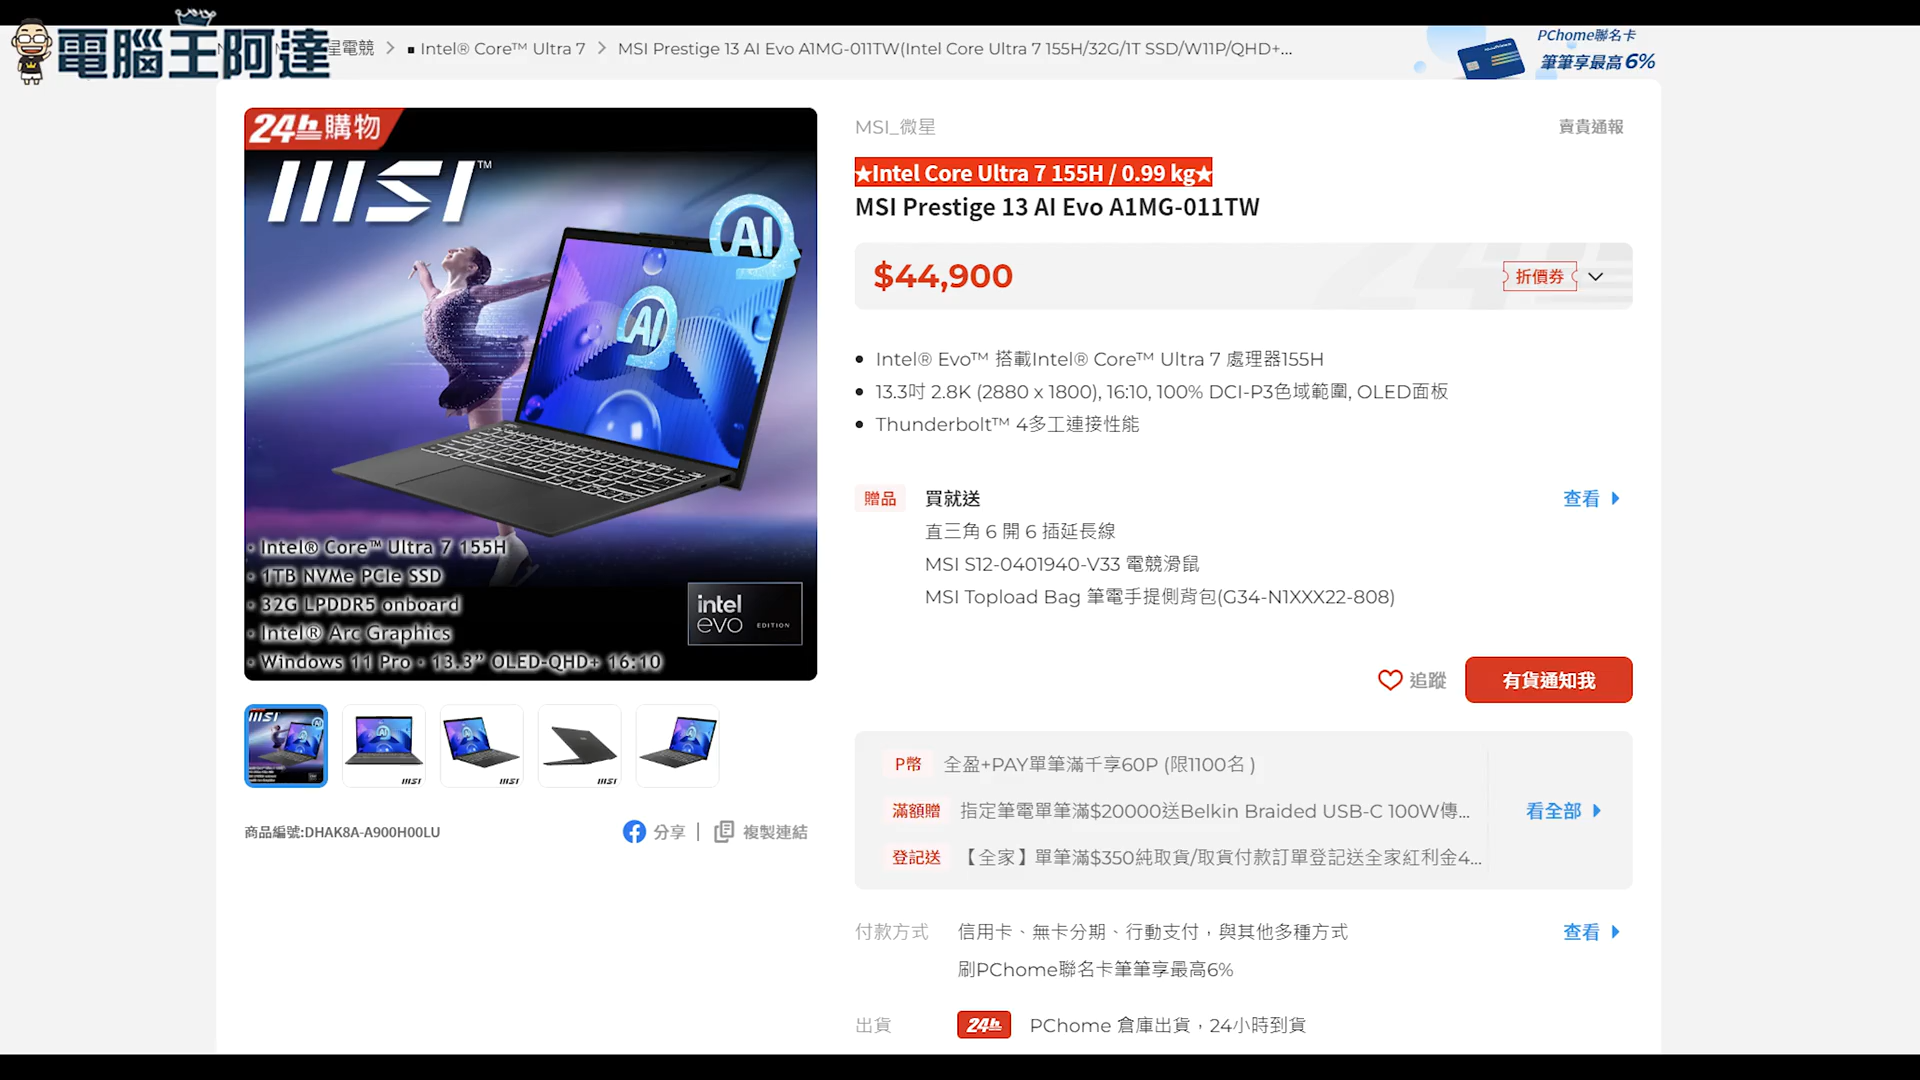 電腦王阿達
星電競 > ▪ Intel® Core™ Ultra 7 > MSI Prestige 13 AI Evo A1MG-011TW(Intel Core Ultra 7 155H/32G/1T SSD/W11P/QHD+...
PChome聯名卡
筆筆享最高6%
24h購物
MSI™
AI
AI
• Intel® Core™ Ultra 7 155H
• 1TB NVMe PCIe SSD
• 32G LPDDR5 onboard
• Intel® Arc Graphics
• Windows 11 Pro • 13.3” OLED-QHD+ 16:10
intel
evo EDITION
商品編號:DHAK8A-A900H00LU
分享 | 複製連結
MSI_微星
賣貴通報
★Intel Core Ultra 7 155H / 0.99 kg★
MSI Prestige 13 AI Evo A1MG-011TW
$44,900
折價券
• Intel® Evo™ 搭載Intel® Core™ Ultra 7 處理器155H
• 13.3吋 2.8K (2880 x 1800), 16:10, 100% DCI-P3色域範圍, OLED面板
• Thunderbolt™ 4多工連接性能
贈品 買就送 查看
直三角 6 開 6 插延長線
MSI S12-0401940-V33 電競滑鼠
MSI Topload Bag 筆電手提側背包(G34-N1XXX22-808)
追蹤 有貨通知我
P幣 全盈+PAY單筆滿千享60P (限1100名 )
滿額贈 指定筆電單筆滿$20000送Belkin Braided USB-C 100W傳...
看全部
登記送 【全家】單筆滿$350純取貨/取貨付款訂單登記送全家紅利金4...
付款方式 信用卡、無卡分期、行動支付，與其他多種方式 查看
刷PChome聯名卡筆筆享最高6%
出貨 24h PChome 倉庫出貨，24小時到貨